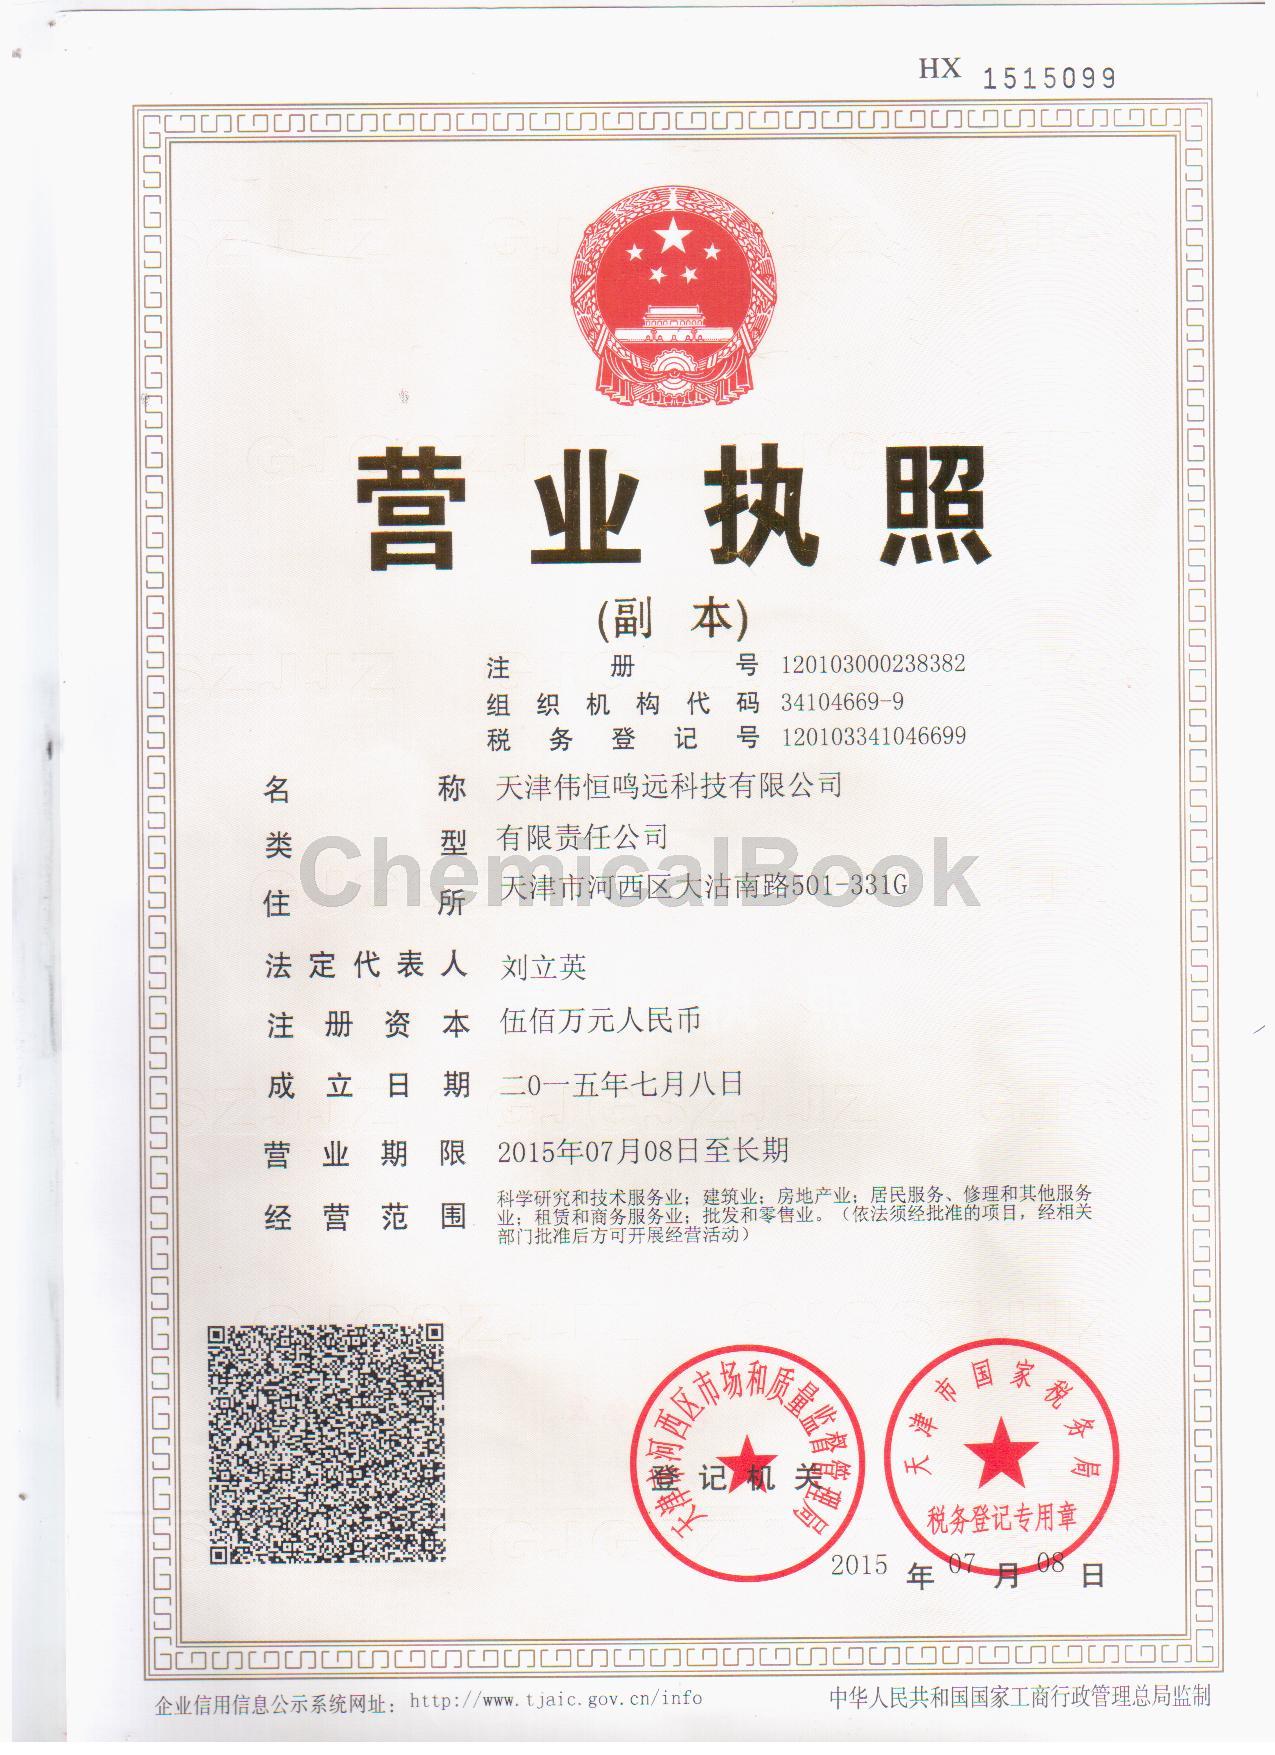 HX 1515099
营业执照
(副 本)
注册号 120103000238382
组织机构代码 34104669-9
税务登记号 120103341046699
名称 天津伟恒鸣远科技有限公司
类型 有限责任公司
ChemicalBook
住所 天津市河西区大沽南路501-331G
法定代表人 刘立英
注册资本 伍佰万元人民币
成立日期 二0一五年七月八日
营业期限 2015年07月08日至长期
经营范围 科学研究和技术服务业；建筑业；房地产业；居民服务、修理和其他服务
业；租赁和商务服务业；批发和零售业。（依法须经批准的项目，经相关
部门批准后方可开展经营活动）
天津市河西区市场和质量监督管理局
登记机关
天津市国家税务局
税务登记专用章
2015 年 07 月 08 日
企业信用信息公示系统网址： http://www.tjaic.gov.cn/info
中华人民共和国国家工商行政管理总局监制